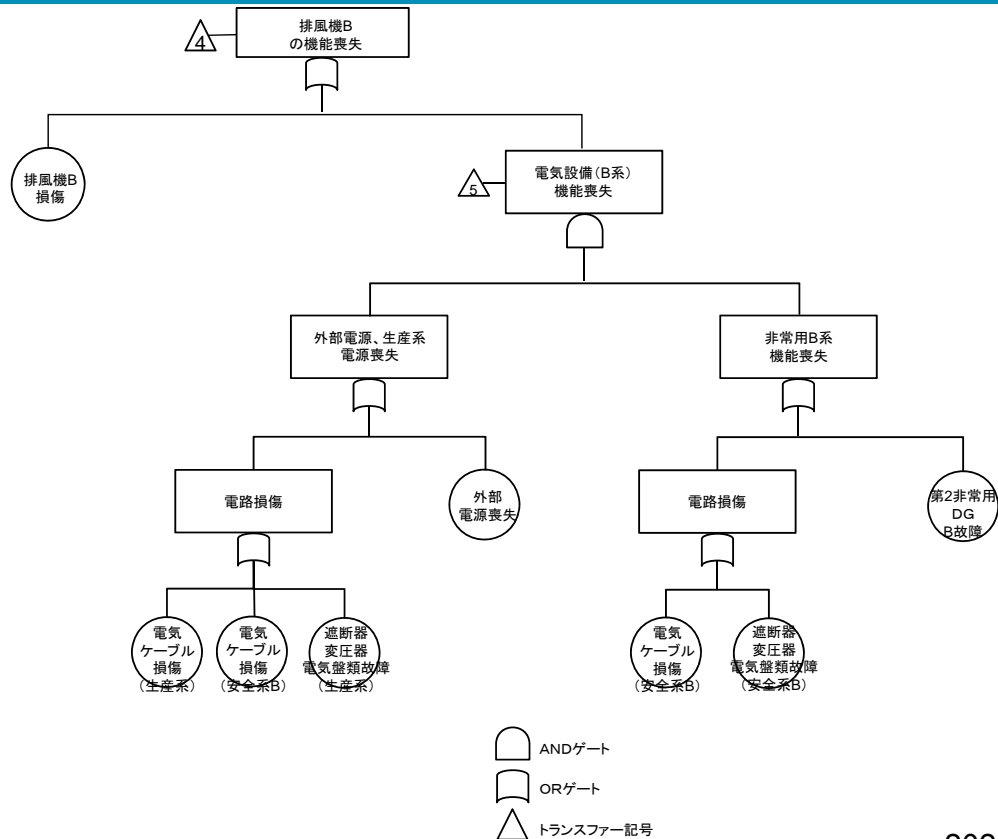 4
排風機B
の機能喪失
排風機B
損傷
5
電気設備(B系)
機能喪失
外部電源、生産系
電源喪失
非常用B系
機能喪失
電路損傷
外部
電源喪失
電路損傷
第2非常用
DG
B故障
電気
ケーブル
損傷
(生産系)
電気
ケーブル
損傷
(安全系B)
遮断器
変圧器
電気盤類故障
(生産系)
電気
ケーブル
損傷
(安全系B)
遮断器
変圧器
電気盤類故障
(安全系B)
ANDゲート
ORゲート
トランスファー記号